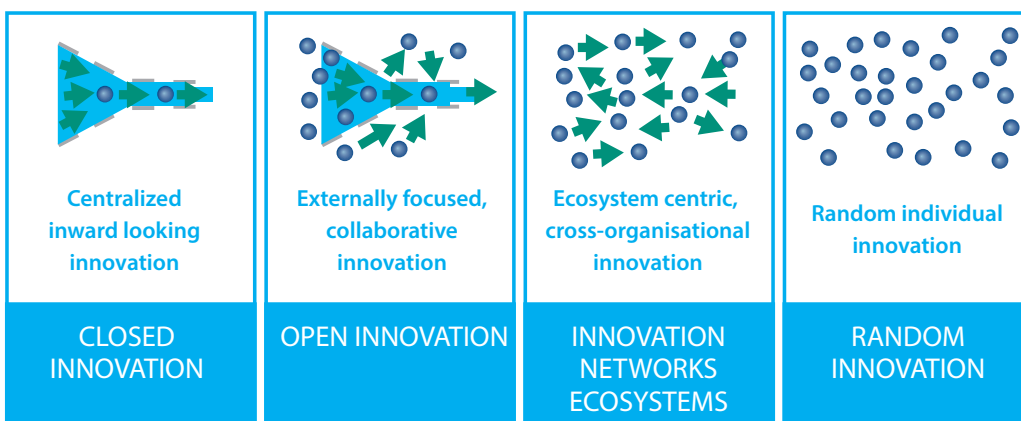 Centralized
inward looking
innovation
CLOSED
INNOVATION
Externally focused,
collaborative
innovation
OPEN INNOVATION
Ecosystem centric,
cross-organisational
innovation
INNOVATION
NETWORKS
ECOSYSTEMS
Random individual
innovation
RANDOM
INNOVATION